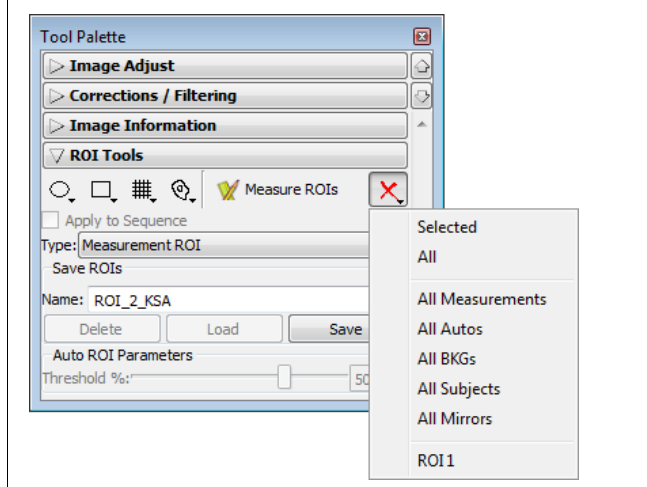 Tool Palette
Image Adjust
Corrections / Filtering
Image Information
ROI Tools
Measure ROIs
Apply to Sequence
Type: Measurement ROI
Save ROIs
Name: ROI_2_KSA
Delete Load Save
Auto ROI Parameters
Threshold %: 50
Selected
All
All Measurements
All Autos
All BKGs
All Subjects
All Mirrors
ROI1